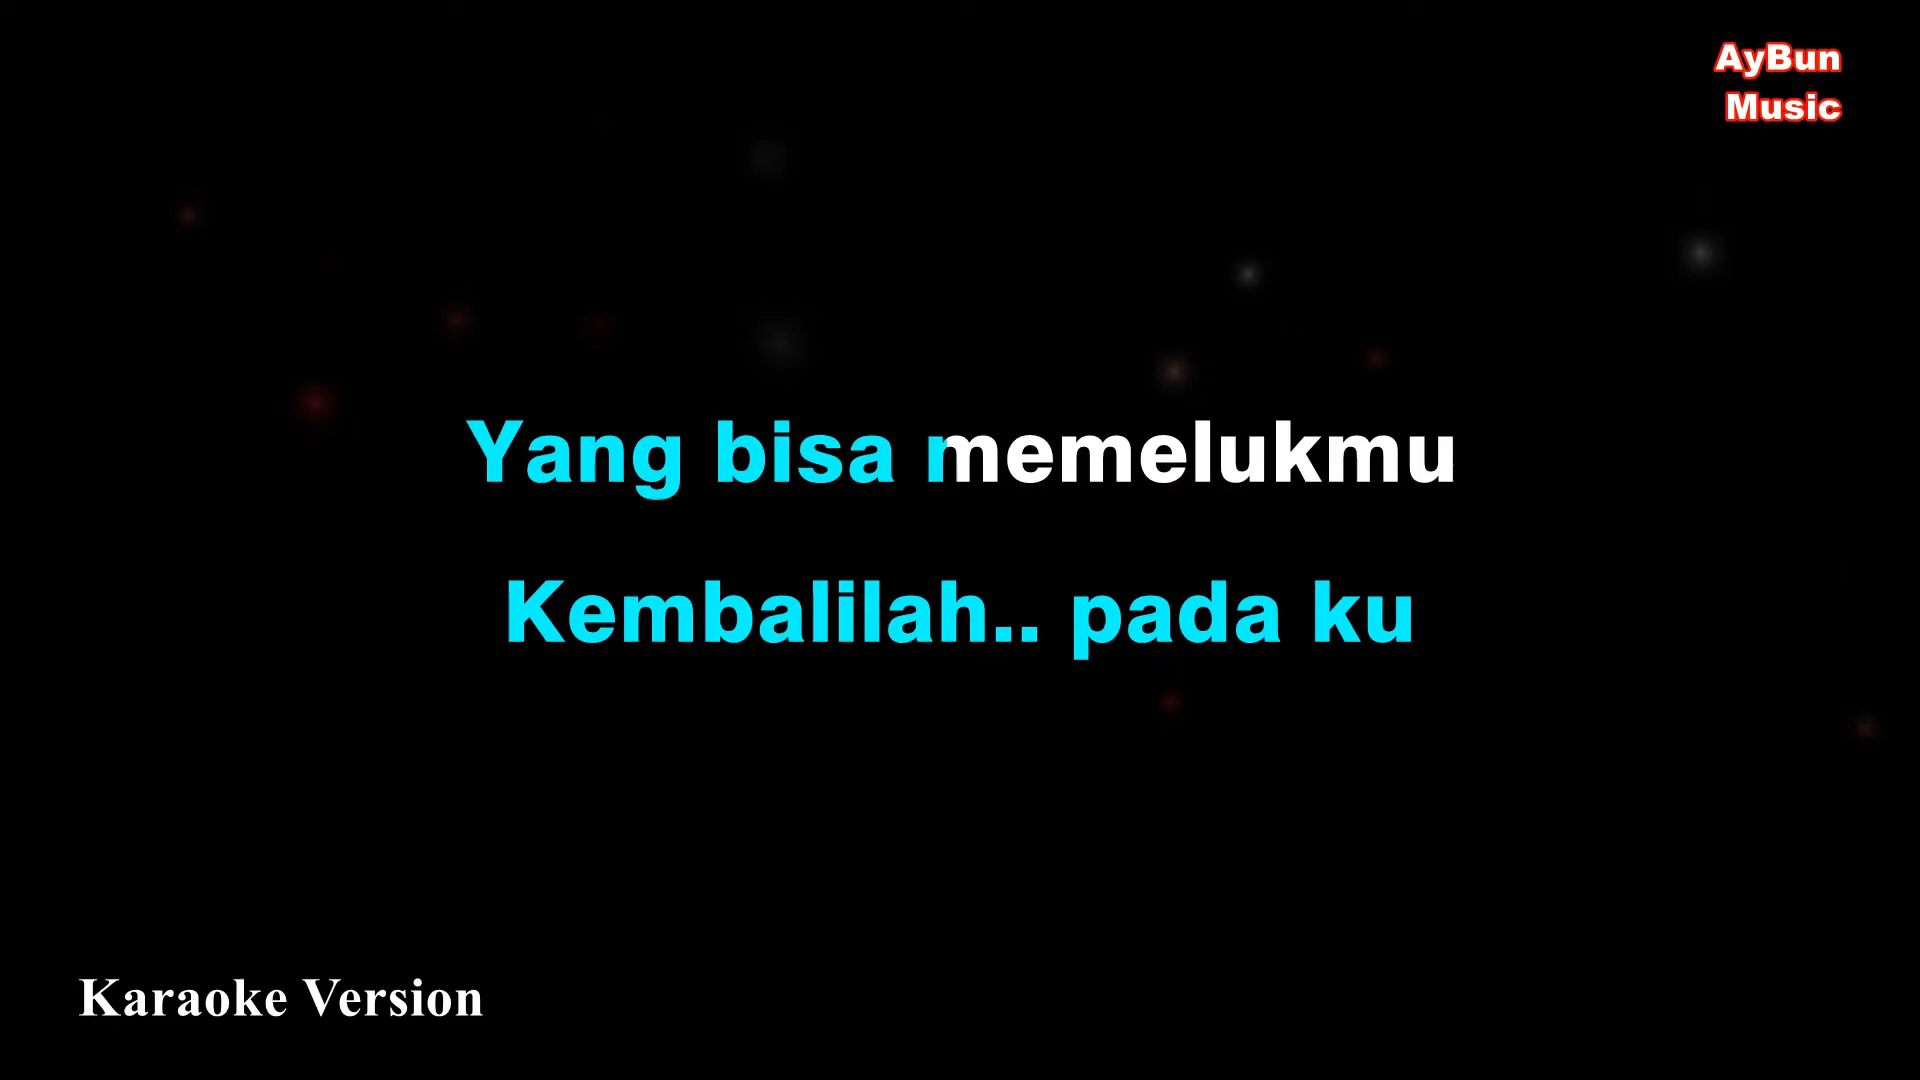 AyBun
Music
Yang bisa memelukmu
Kembalilah.. pada ku
Karaoke Version